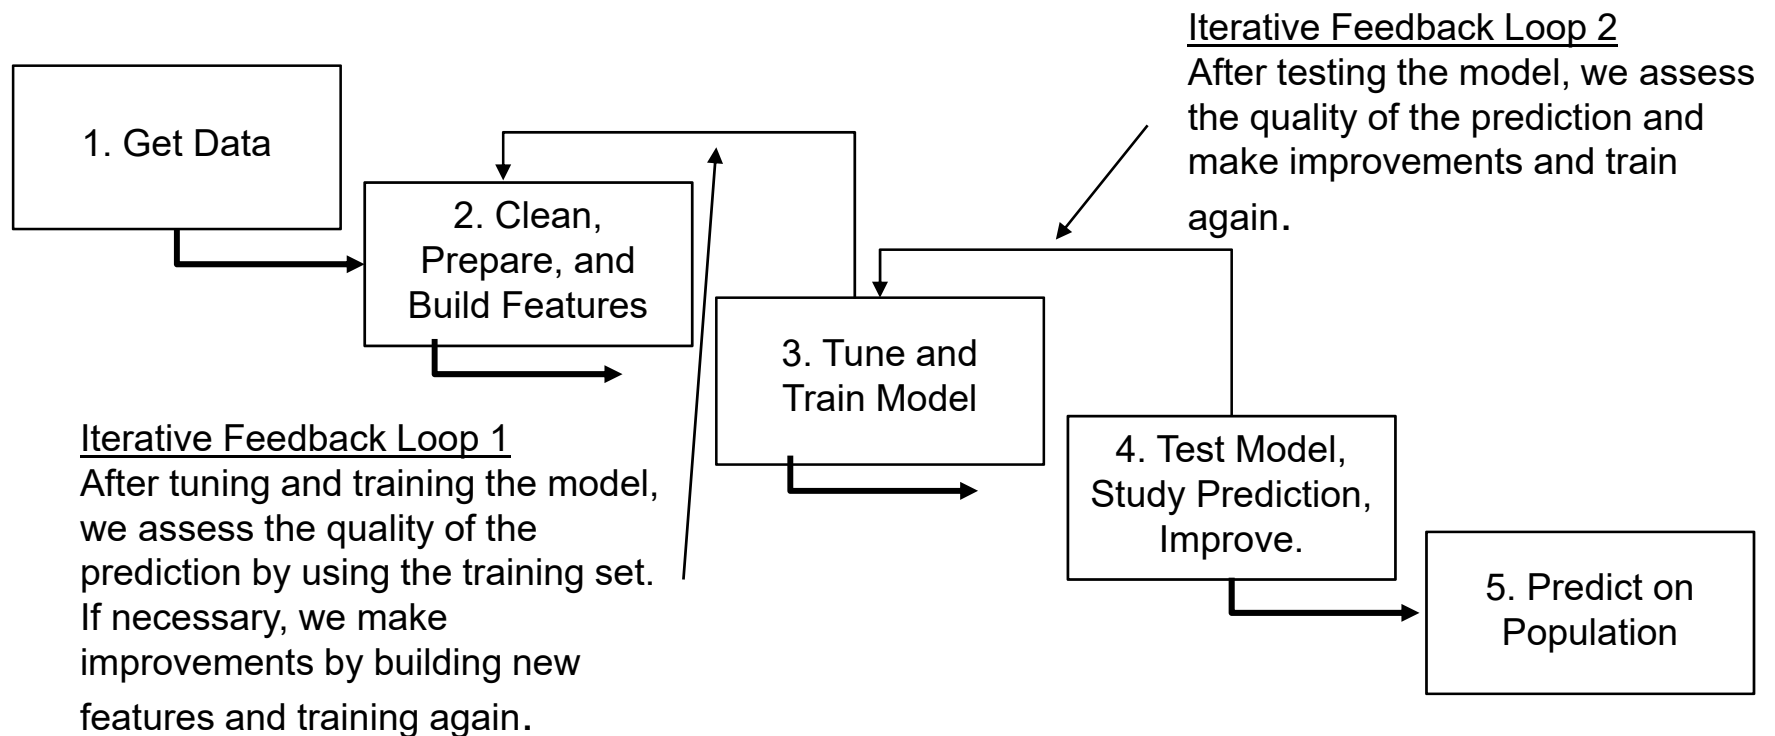 Iterative Feedback Loop 2
After testing the model, we assess
the quality of the prediction and
make improvements and train
again.
1. Get Data
2. Clean,
Prepare, and
Build Features
3. Tune and
Train Model
Iterative Feedback Loop 1
After tuning and training the model,
we assess the quality of the
prediction by using the training set.
If necessary, we make
improvements by building new
features and training again.
4. Test Model,
Study Prediction,
Improve.
5. Predict on
Population